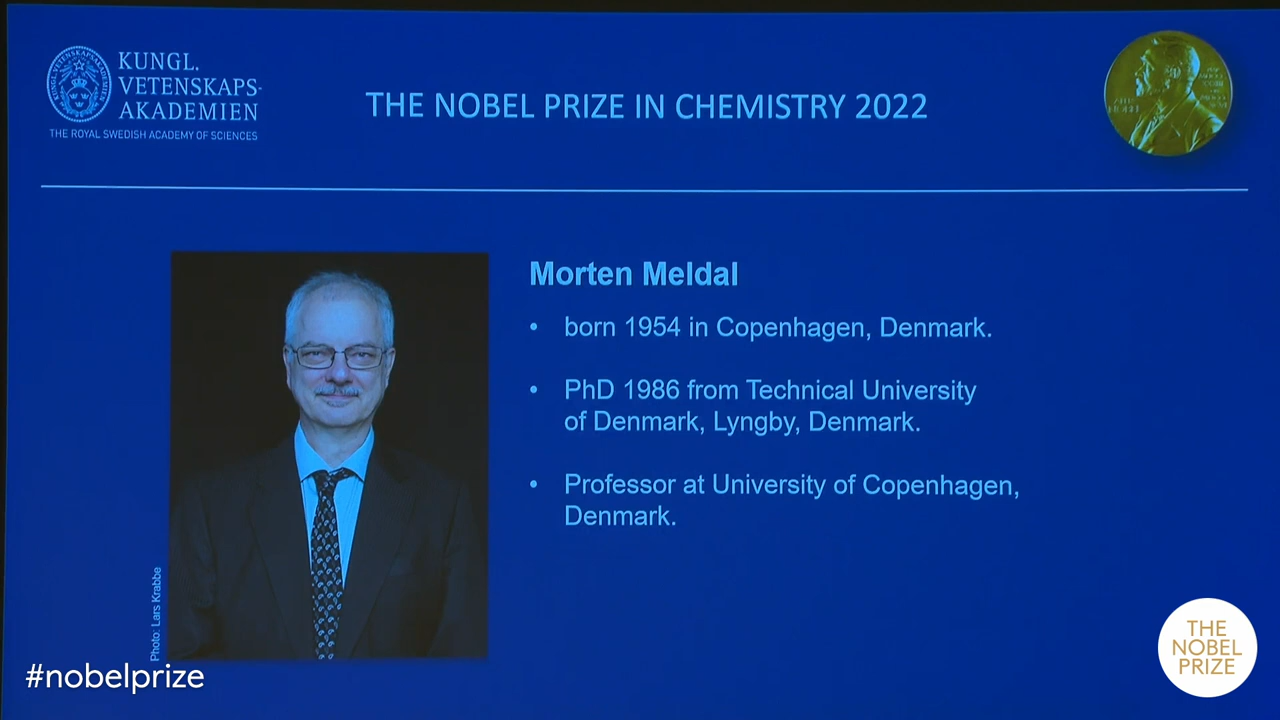 KUNGL.
VETENSKAPS-
AKADEMIEN
THE ROYAL SWEDISH ACADEMY OF SCIENCES
THE NOBEL PRIZE IN CHEMISTRY 2022
Morten Meldal
• born 1954 in Copenhagen, Denmark.
• PhD 1986 from Technical University
of Denmark, Lyngby, Denmark.
• Professor at University of Copenhagen,
Denmark.
Photo: Lars Krabbe
#nobelprize
THE
NOBEL
PRIZE